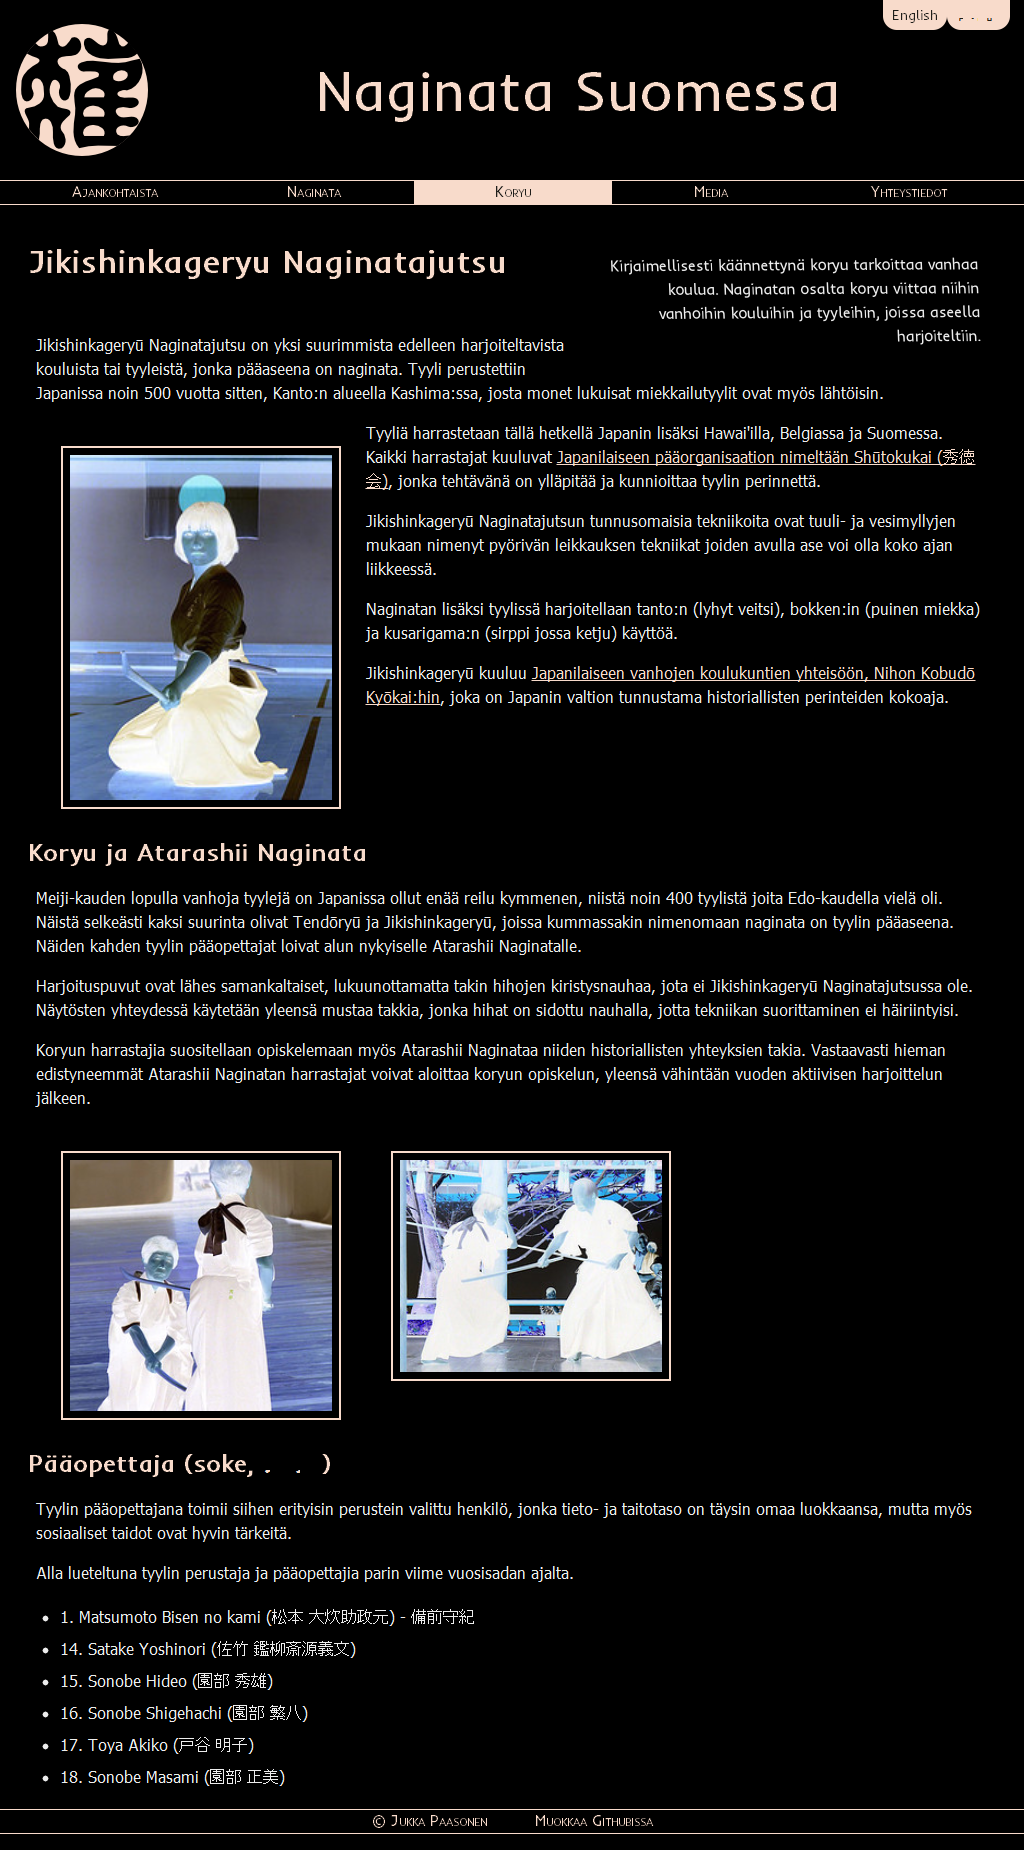 English
Naginata Suomessa
Ajankohtaista
Naginata
Koryu
Media
Yhteystiedot
Jikishinkageryu Naginatajutsu
Kirjaimellisesti käännettynä koryu tarkoittaa vanhaa
koulua. Naginatan osalta koryu viittaa niihin
vanhoihin kouluihin ja tyyleihin, joissa aseella
harjoiteltiin.
Jikishinkageryū Naginatajutsu on yksi suurimmista edelleen harjoiteltavista
kouluista tai tyyleistä, jonka pääaseena on naginata. Tyyli perustettiin
Japanissa noin 500 vuotta sitten, Kanto:n alueella Kashima:ssa, josta monet lukuisat miekkailutyylit ovat myös lähtöisin.
Tyyliä harrastetaan tällä hetkellä Japanin lisäksi Hawai'illa, Belgiassa ja Suomessa.
Kaikki harrastajat kuuluvat Japanilaiseen pääorganisaation nimeltään Shūtokukai (秀徳
会), jonka tehtävänä on ylläpitää ja kunnioittaa tyylin perinnettä.
Jikishinkageryū Naginatajutsun tunnusomaisia tekniikoita ovat tuuli- ja vesimyllyjen
mukaan nimenyt pyörivän leikkauksen tekniikat joiden avulla ase voi olla koko ajan
liikkeessä.
Naginatan lisäksi tyylissä harjoitellaan tanto:n (lyhyt veitsi), bokken:in (puinen miekka)
ja kusarigama:n (sirppi jossa ketju) käyttöä.
Jikishinkageryū kuuluu Japanilaiseen vanhojen koulukuntien yhteisöön, Nihon Kobudō
Kyōkai:hin, joka on Japanin valtion tunnustama historiallisten perinteiden kokoaja.
Koryu ja Atarashii Naginata
Meiji-kauden lopulla vanhoja tyylejä on Japanissa ollut enää reilu kymmenen, niistä noin 400 tyylistä joita Edo-kaudella vielä oli.
Näistä selkeästi kaksi suurinta olivat Tendōryū ja Jikishinkageryū, joissa kummassakin nimenomaan naginata on tyylin pääaseena.
Näiden kahden tyylin pääopettajat loivat alun nykyiselle Atarashii Naginatalle.
Harjoituspuvut ovat lähes samankaltaiset, lukuunottamatta takin hihojen kiristysnauhaa, jota ei Jikishinkageryū Naginatajutsussa ole.
Näytösten yhteydessä käytetään yleensä mustaa takkia, jonka hihat on sidottu nauhalla, jotta tekniikan suorittaminen ei häiriintyisi.
Koryun harrastajia suositellaan opiskelemaan myös Atarashii Naginataa niiden historiallisten yhteyksien takia. Vastaavasti hieman
edistyneemmät Atarashii Naginatan harrastajat voivat aloittaa koryun opiskelun, yleensä vähintään vuoden aktiivisen harjoittelun
jälkeen.
Pääopettaja (soke, )
Tyylin pääopettajana toimii siihen erityisin perustein valittu henkilö, jonka tieto- ja taitotaso on täysin omaa luokkaansa, mutta myös
sosiaaliset taidot ovat hyvin tärkeitä.
Alla lueteltuna tyylin perustaja ja pääopettajia parin viime vuosisadan ajalta.
• 1. Matsumoto Bisen no kami (松本 大炊助政元) - 備前守紀
• 14. Satake Yoshinori (佐竹 鑑柳斎源義文)
• 15. Sonobe Hideo (園部 秀雄)
• 16. Sonobe Shigehachi (園部 繁八)
• 17. Toya Akiko (戸谷 明子)
• 18. Sonobe Masami (園部 正美)
© Jukka Paasonen
Muokkaa Githubissa